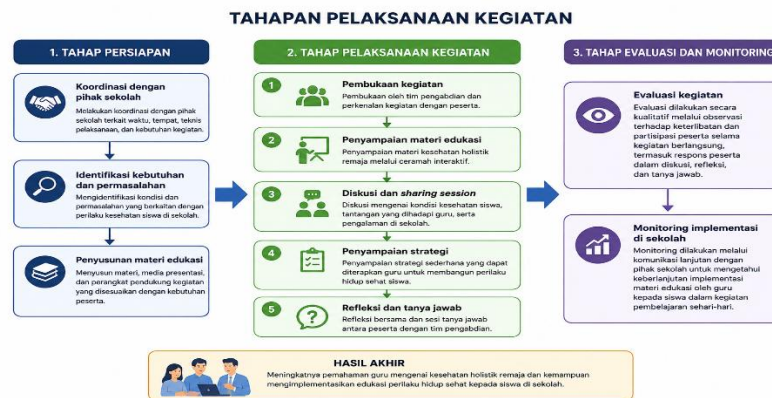 TAHAPAN PELAKSANAAN KEGIATAN
1. TAHAP PERSIAPAN
Koordinasi dengan
pihak sekolah
Melakukan koordinasi dengan pihak
sekolah terkait waktu, tempat, teknis
pelaksanaan, dan kebutuhan kegiatan.
Identifikasi kebutuhan
dan permasalahan
Mengidentifikasi kondisi dan
permasalahan yang berkaitan dengan
perilaku kesehatan siswa di sekolah.
Penyusunan materi edukasi
Menyusun materi, media presentasi,
dan perangkat pendukung kegiatan
yang disesuaikan dengan kebutuhan
peserta.
2. TAHAP PELAKSANAAN KEGIATAN
1
Pembukaan kegiatan
Pembukaan oleh tim pengabdian dan
perkenalan kegiatan dengan peserta.
2
Penyampaian materi edukasi
Penyampaian materi kesehatan holistik
remaja melalui ceramah interaktif.
3
Diskusi dan sharing session
Diskusi mengenai kondisi kesehatan siswa,
tantangan yang dihadapi guru, serta
pengalaman di sekolah.
4
Penyampaian strategi
Penyampaian strategi sederhana yang dapat
diterapkan guru untuk membangun perilaku
hidup sehat siswa.
5
Refleksi dan tanya jawab
Refleksi bersama dan sesi tanya jawab
antara peserta dengan tim pengabdian.
3. TAHAP EVALUASI DAN MONITORING
Evaluasi kegiatan
Evaluasi dilakukan secara
kualitatif melalui observasi
terhadap keterlibatan dan
partisipasi peserta selama
kegiatan berlangsung,
termasuk respons peserta
dalam diskusi, refleksi,
dan tanya jawab.
Monitoring implementasi
di sekolah
Monitoring dilakukan melalui
komunikasi lanjutan dengan
pihak sekolah untuk mengetahui
keberlanjutan implementasi
materi edukasi oleh guru
kepada siswa dalam kegiatan
pembelajaran sehari-hari.
HASIL AKHIR
Meningkatnya pemahaman guru mengenai kesehatan holistik remaja dan kemampuan
mengimplementasikan edukasi perilaku hidup sehat kepada siswa di sekolah.